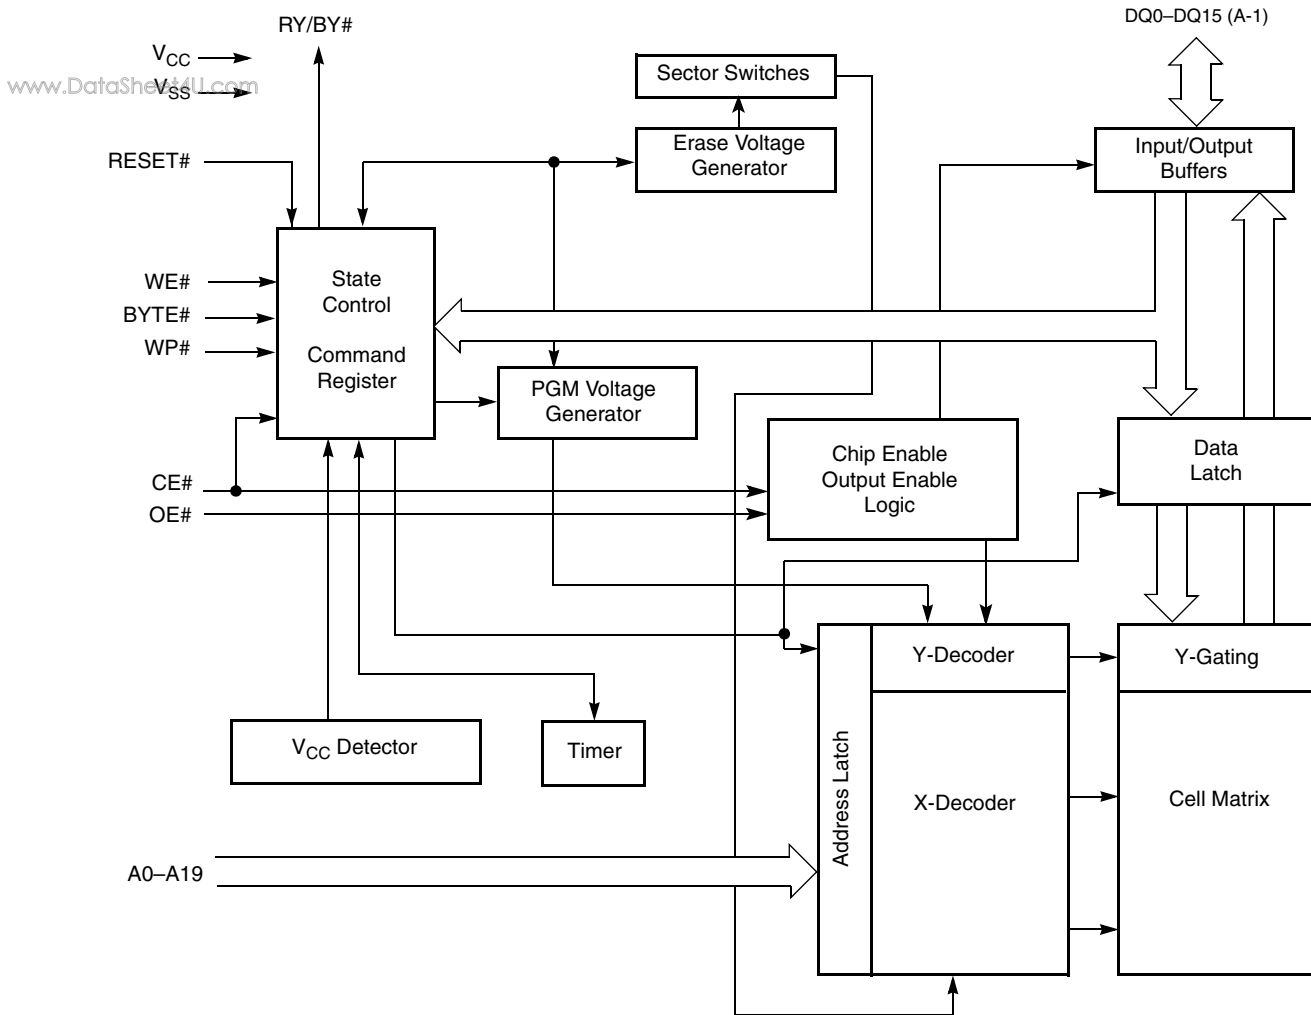 RY/BY#
DQ0–DQ15 (A-1)
VCC
www.DataSheet4U.com
VSS
Sector Switches
Erase Voltage
Generator
RESET#
Input/Output
Buffers
WE#
BYTE#
WP#
State
Control
Command
Register
PGM Voltage
Generator
Chip Enable
Output Enable
Logic
Data
Latch
CE#
OE#
Y-Decoder
Y-Gating
VCC Detector
Timer
Address Latch
X-Decoder
Cell Matrix
A0–A19